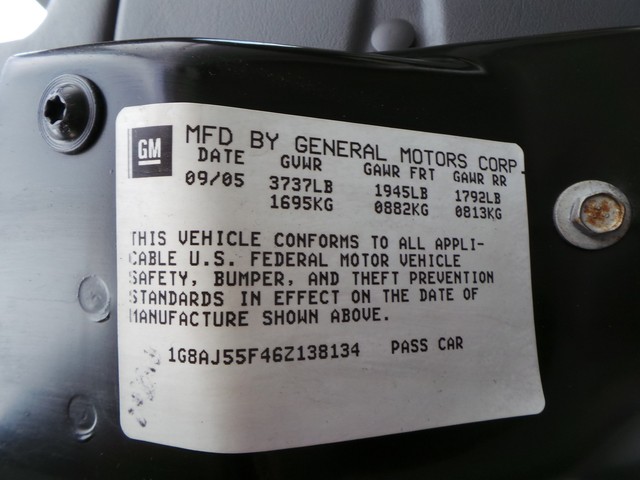 GM
MFD BY GENERAL MOTORS CORP
DATE GVWR GAWR FRT GAWR RR
09/05 3737LB 1945LB 1792LB
1695KG 0882KG 0813KG
THIS VEHICLE CONFORMS TO ALL APPLI-
CABLE U.S. FEDERAL MOTOR VEHICLE
SAFETY, BUMPER, AND THEFT PREVENTION
STANDARDS IN EFFECT ON THE DATE OF
MANUFACTURE SHOWN ABOVE.
1G8AJ55F46Z138134 PASS CAR